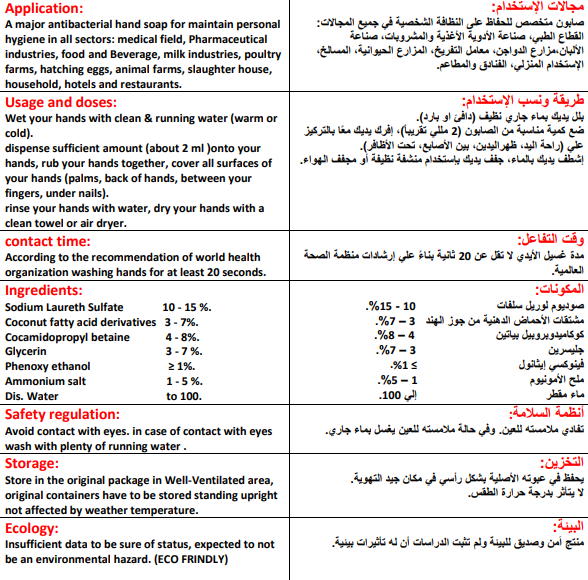 Application:
A major antibacterial hand soap for maintain personal
hygiene in all sectors: medical field, Pharmaceutical
industries, food and Beverage, milk industries, poultry
farms, hatching eggs, animal farms, slaughter house,
household, hotels and restaurants.
مجالات الإستخدام:
صابون متخصص للحفاظ على النظافة الشخصية في جميع المجالات:
القطاع الطبي، صناعة الأدوية الأغذية والمشروبات، صناعة
الألبان،مزارع الدواجن، معامل التفريخ، المزارع الحيوانية، المسالخ،
الإستخدام المنزلي، الفنادق والمطاعم.
Usage and doses:
Wet your hands with clean & running water (warm or
cold).
dispense sufficient amount (about 2 ml )onto your
hands, rub your hands together, cover all surfaces of
your hands (palms, back of hands, between your
fingers, under nails).
rinse your hands with water, dry your hands with a
clean towel or air dryer.
طريقة ونسب الإستخدام:
بلل يديك بماء جاري نظيف (دافئ او بارد).
ضع كمية مناسبة من الصابون (2 مللي تقريباً)، إفرك يديك معًا بالتركيز
علي (راحة اليد، ظهراليدين، بين الأصابع، تحت الأظافر).
إشطف يديك بالماء، جفف يديك بإستخدام منشفة نظيفة أو مجفف الهواء.
contact time:
According to the recommendation of world health
organization washing hands for at least 20 seconds.
وقت التفاعل:
مدة غسيل الأيدي لا تقل عن 20 ثانية بناءً علي إرشادات منظمة الصحة
العالمية.
Ingredients:
Sodium Laureth Sulfate 10 - 15 %.
Coconut fatty acid derivatives 3 - 7%.
Cocamidopropyl betaine 4 - 8%.
Glycerin 3 - 7 %.
Phenoxy ethanol ≥ 1%.
Ammonium salt 1 - 5 %.
Dis. Water to 100.
المكونات:
صوديوم لوريل سلفات 10 - 15%.
مشتقات الأحماض الدهنية من جوز الهند 3 – 7%.
كوكاميدوبروبيل بيتاين 4 – 8%.
جليسرين 3 – 7%.
فينوكسي إيثانول ≥ 1%.
ملح الأمونيوم 1 – 5%.
ماء مقطر إلي 100.
Safety regulation:
Avoid contact with eyes. in case of contact with eyes
wash with plenty of running water .
أنظمة السلامة:
تفادي ملامسته للعين. وفي حالة ملامسته للعين يغسل بماء جاري.
Storage:
Store in the original package in Well-Ventilated area,
original containers have to be stored standing upright
not affected by weather temperature.
التخزين:
يحفظ في عبوته الأصلية بشكل رأسي في مكان جيد التهوية.
لا يتأثر بدرجة حرارة الطقس.
Ecology:
Insufficient data to be sure of status, expected to not
be an environmental hazard. (ECO FRINDLY)
البيئة:
منتج أمن وصديق للبيئة ولم تثبت الدراسات أن له تأثيرات بيئية.